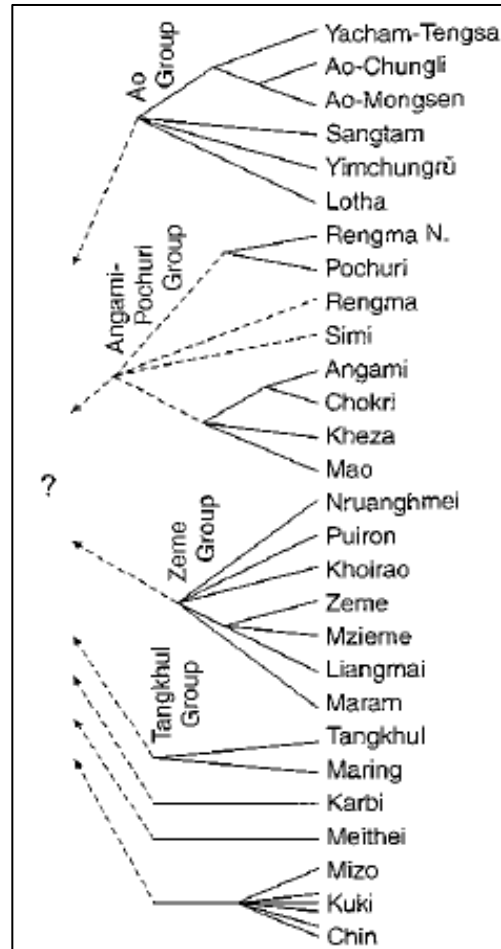 Ao
Group
Yacham-Tengsa
Ao-Chungli
Ao-Mongsen
Sangtam
Yimchungrü
Lotha
Angami-
Pochuri
Group
Rengma N.
Pochuri
Rengma
Simi
Angami
Chokri
Kheza
Mao
?
Zeme
Group
Nruanghmei
Puiron
Khoirao
Zeme
Mzieme
Liangmai
Maram
Tangkhul
Group
Tangkhul
Maring
Karbi
Meithei
Mizo
Kuki
Chin